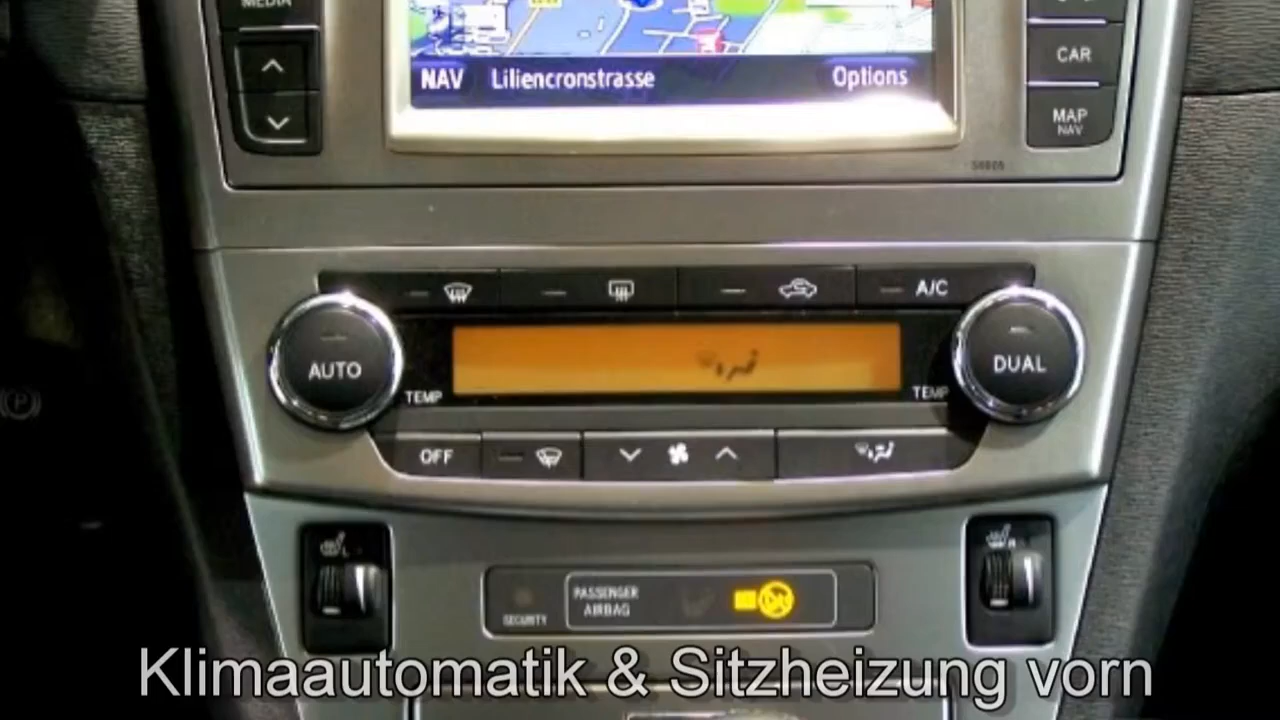 MEDIA
NAV Liliencronstrasse Options
CAR
MAP
NAV
A/C
AUTO
DUAL
TEMP
TEMP
OFF
L
R
PASSENGER
AIRBAG
SECURITY
P
Klimaautomatik & Sitzheizung vorn